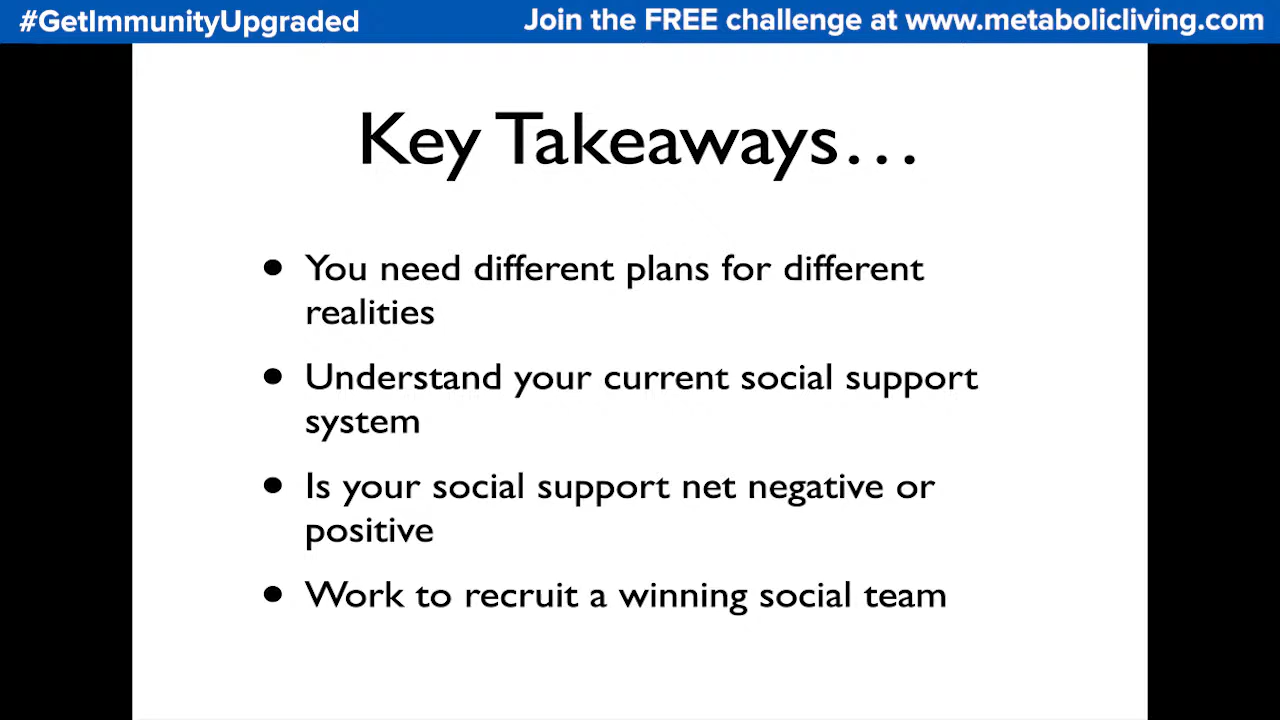 #GetImmunityUpgraded
Join the FREE challenge at www.metabolicliving.com
Key Takeaways…
• You need different plans for different
realities
• Understand your current social support
system
• Is your social support net negative or
positive
• Work to recruit a winning social team